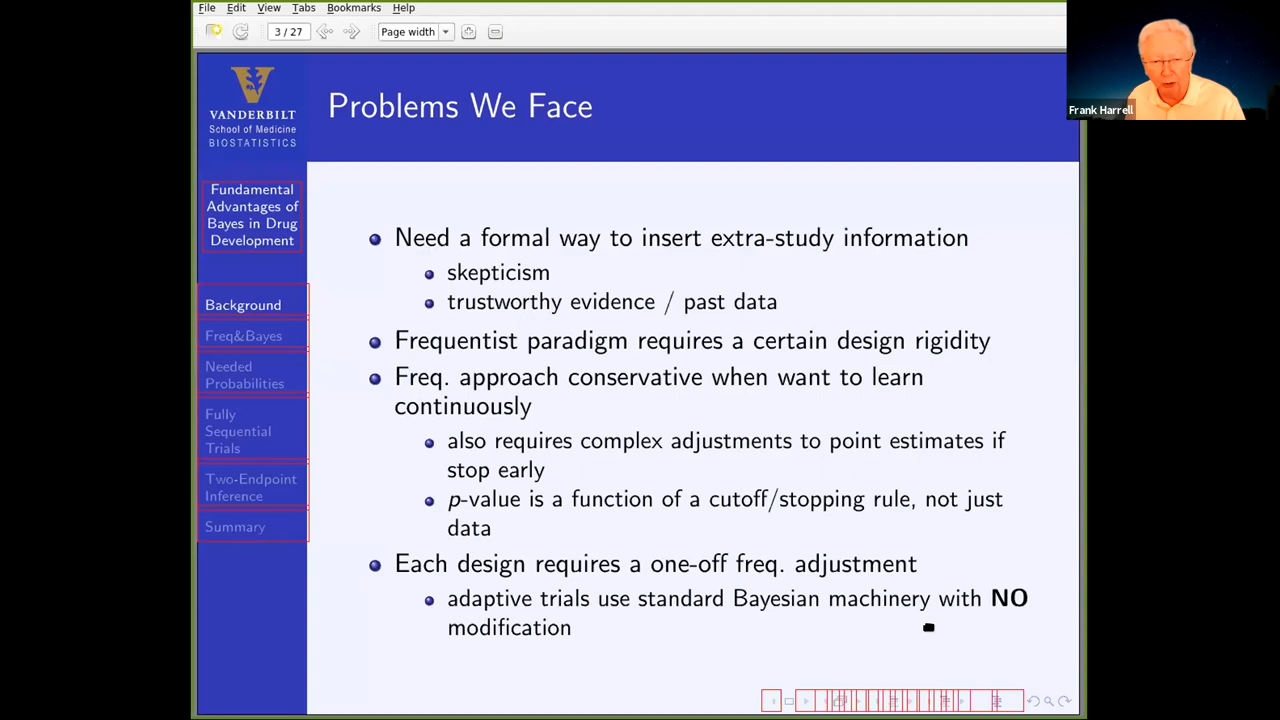 File Edit View Tabs Bookmarks Help
3 / 27 Page width
Frank Harrell
VANDERBILT
School of Medicine
BIOSTATISTICS
Problems We Face
Fundamental
Advantages of
Bayes in Drug
Development
Background
Freq&Bayes
Needed
Probabilities
Fully
Sequential
Trials
Two-Endpoint
Inference
Summary
Need a formal way to insert extra-study information
skepticism
trustworthy evidence / past data
Frequentist paradigm requires a certain design rigidity
Freq. approach conservative when want to learn
continuously
also requires complex adjustments to point estimates if
stop early
p-value is a function of a cutoff/stopping rule, not just
data
Each design requires a one-off freq. adjustment
adaptive trials use standard Bayesian machinery with NO
modification